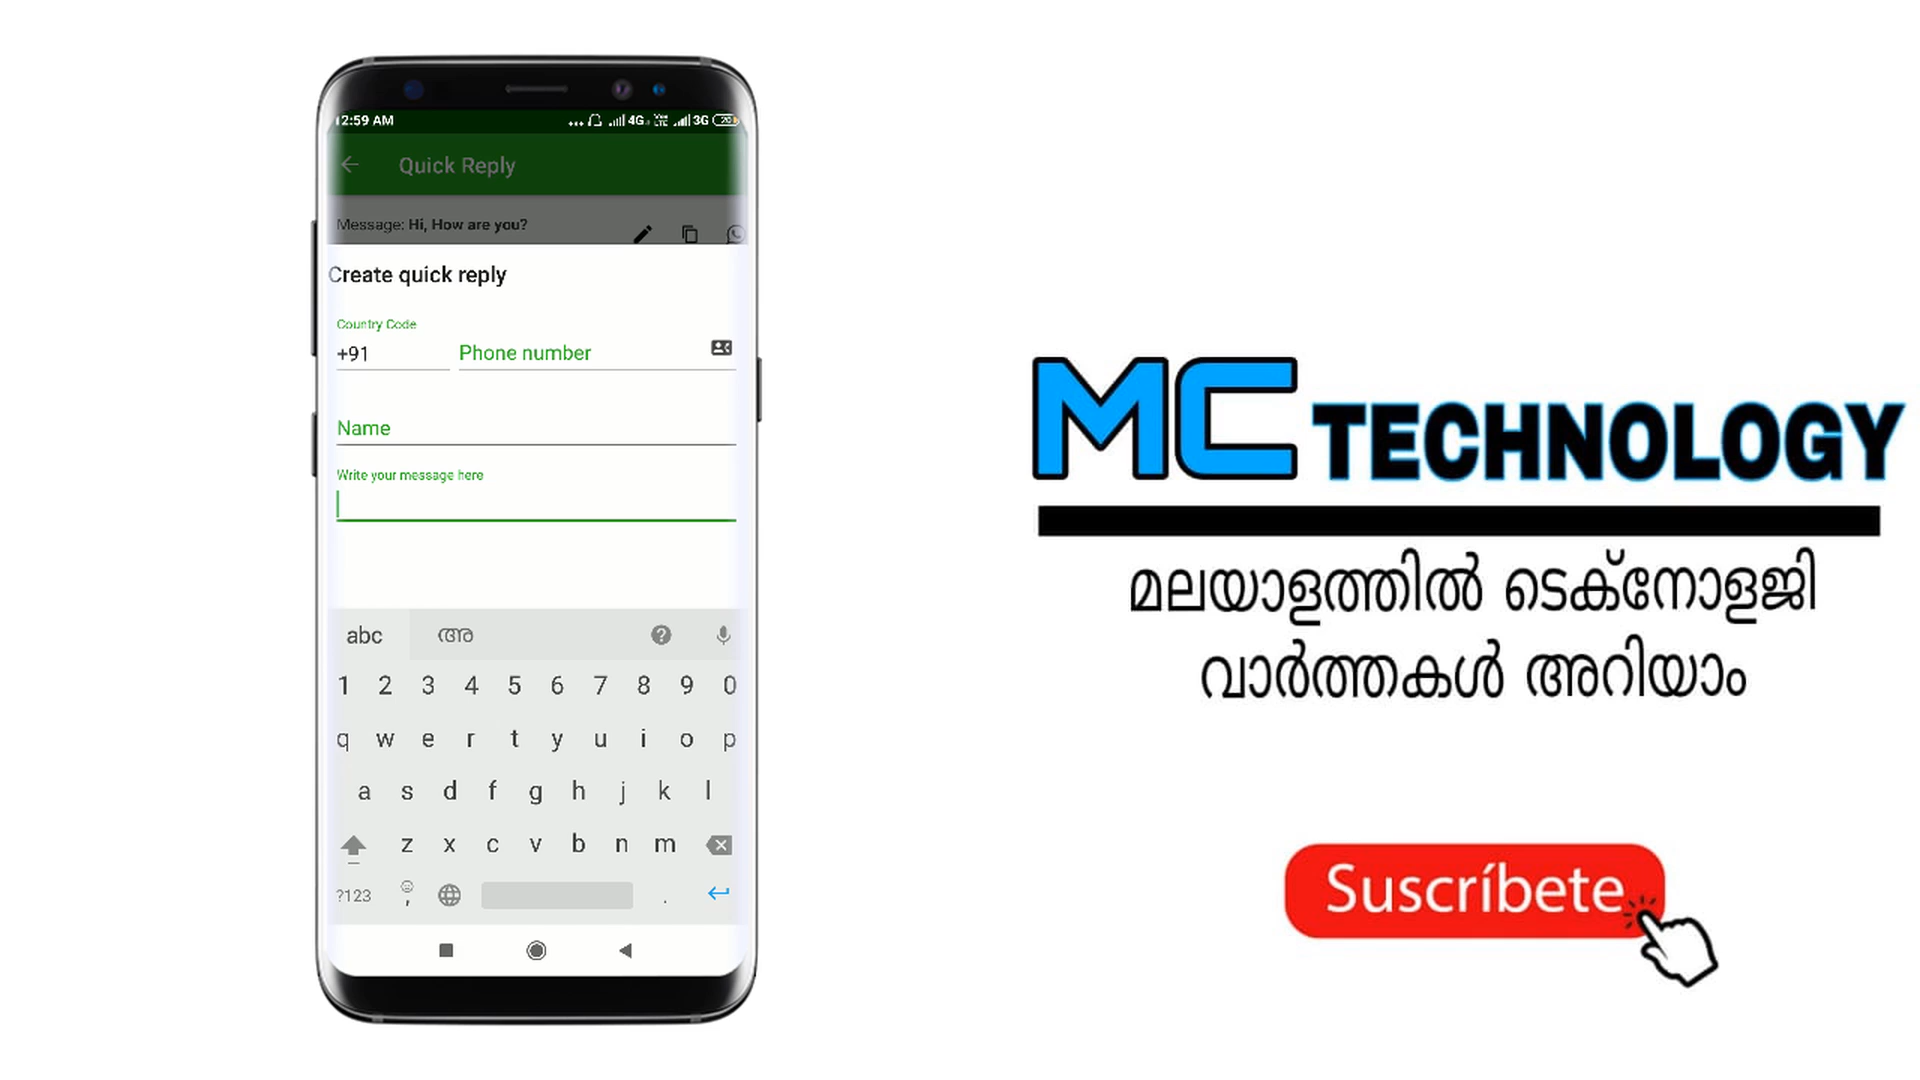 12:59 AM
4G
3G
20
Quick Reply
Message: Hi, How are you?
Create quick reply
Country Code
+91
Phone number
Name
Write your message here
abc അ
1 2 3 4 5 6 7 8 9 0
q w e r t y u i o p
a s d f g h j k l
z x c v b n m
?123 , .
MC TECHNOLOGY
മലയാളത്തിൽ ടെക്നോളജി
വാർത്തകൾ അറിയാം
Suscríbete